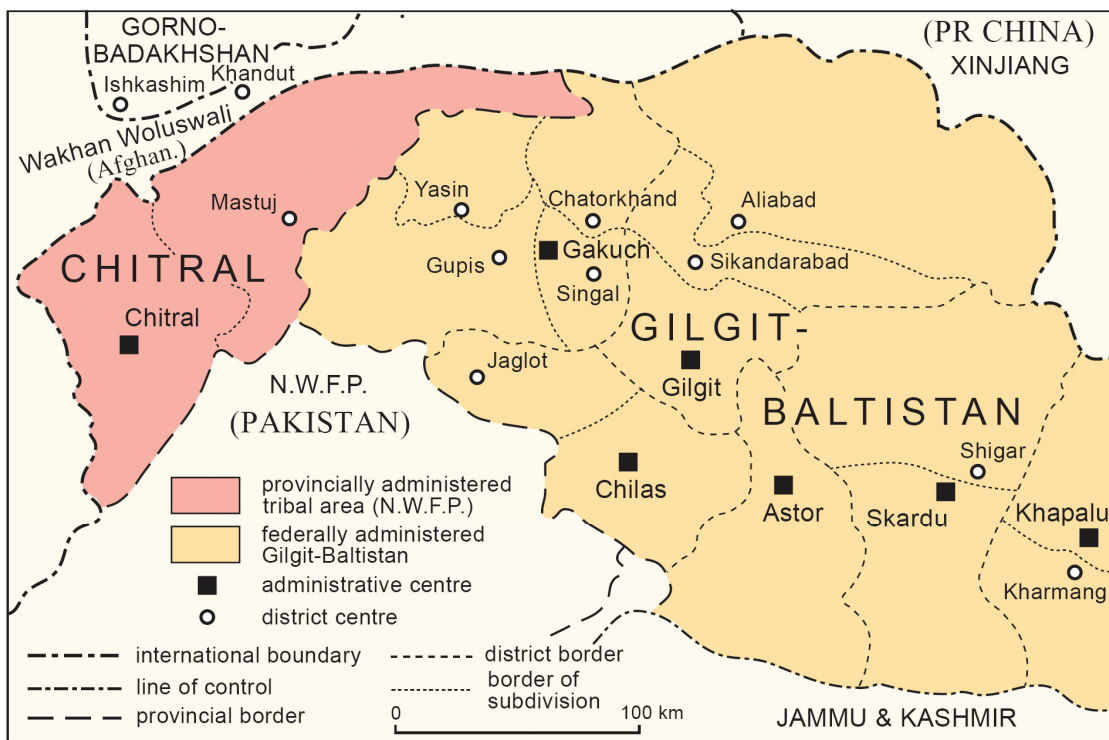 GORNO-
BADAKHSHAN
Ishkashim
Khandut
Wakhan Woluswali
(Afghan.)
(PR CHINA)
XINJIANG
Mastuj
CHITRAL
Chitral
Yasin
Chatorkhand
Aliabad
Gakuch
Gupis
Singal
Sikandarabad
GILGIT-
BALTISTAN
Jaglot
Gilgit
N.W.F.P.
(PAKISTAN)
Chilas
Astor
Shigar
Skardu
Khapalu
Kharmang
provincially administered
tribal area (N.W.F.P.)
federally administered
Gilgit-Baltistan
administrative centre
district centre
international boundary
line of control
provincial border
district border
border of
subdivision
0 100 km
JAMMU & KASHMIR